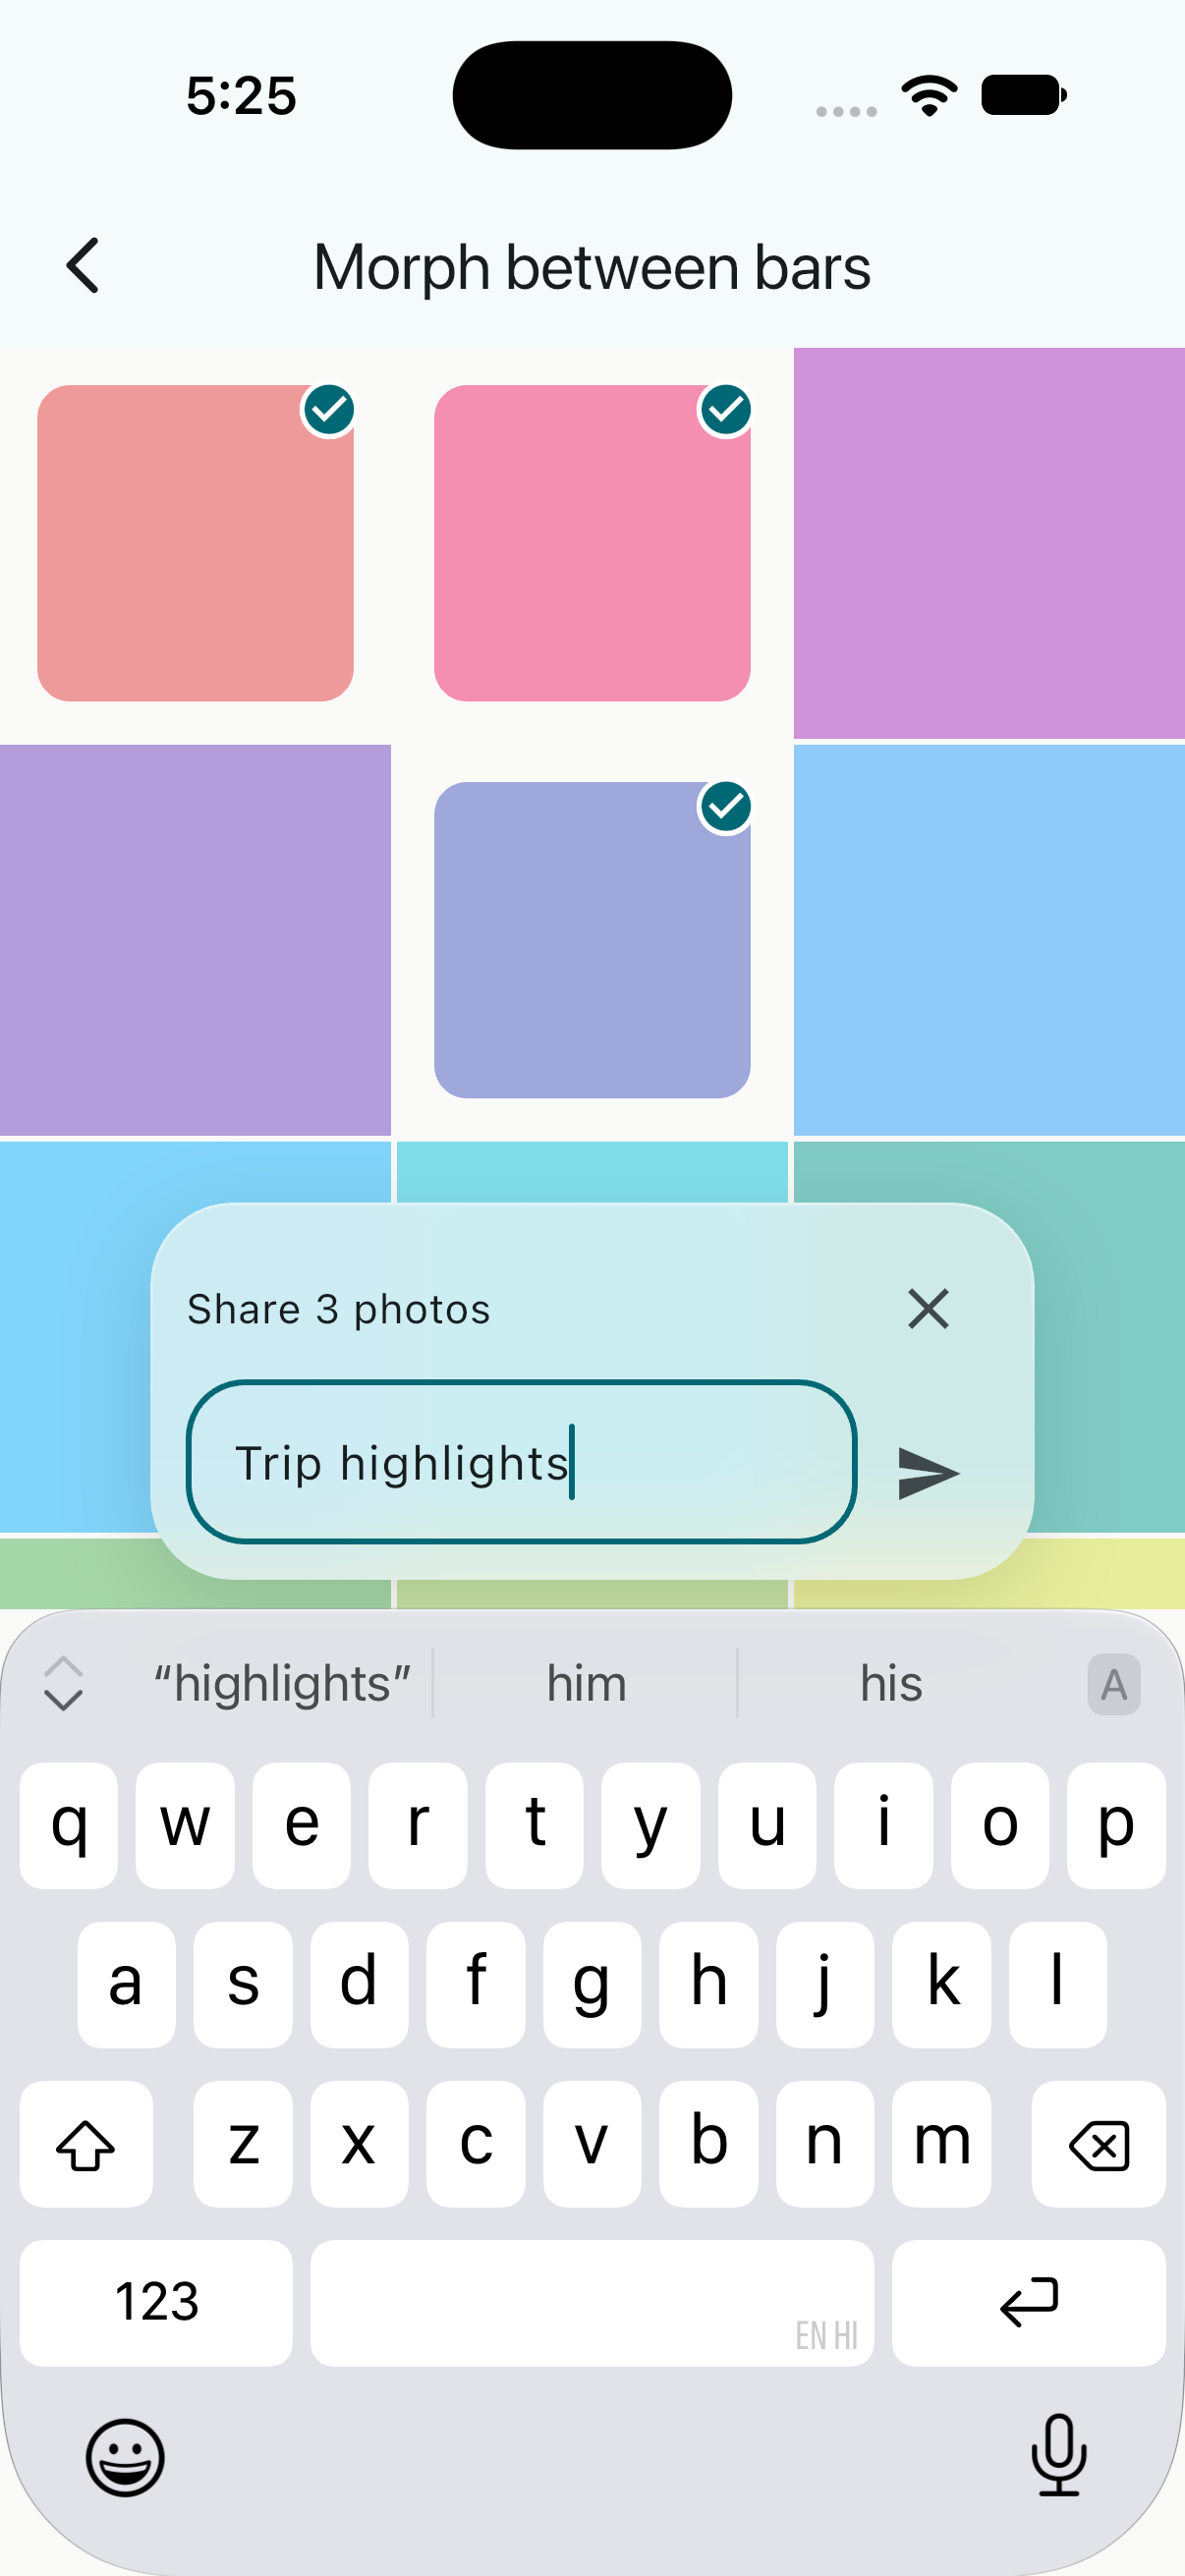 5:25
Morph between bars
Share 3 photos
Trip highlights
“highlights” him his A
q w e r t y u i o p
a s d f g h j k l
z x c v b n m
123 EN HI